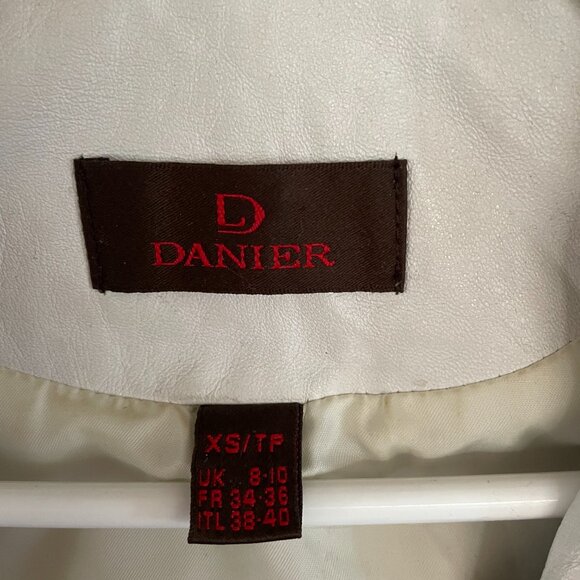 D
DANIER
XS/TP
UK 8-10
FR 34-36
ITL 38-40